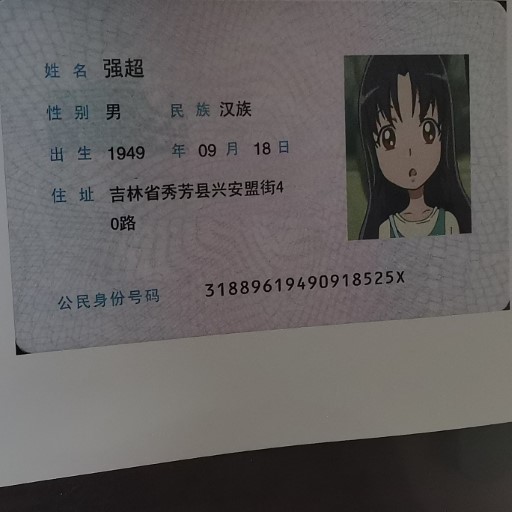 姓名 强超
性别 男 民族 汉族
出生 1949 年 09 月 18 日
住址 吉林省秀芳县兴安盟街4
0路
公民身份号码 31889619490918525X